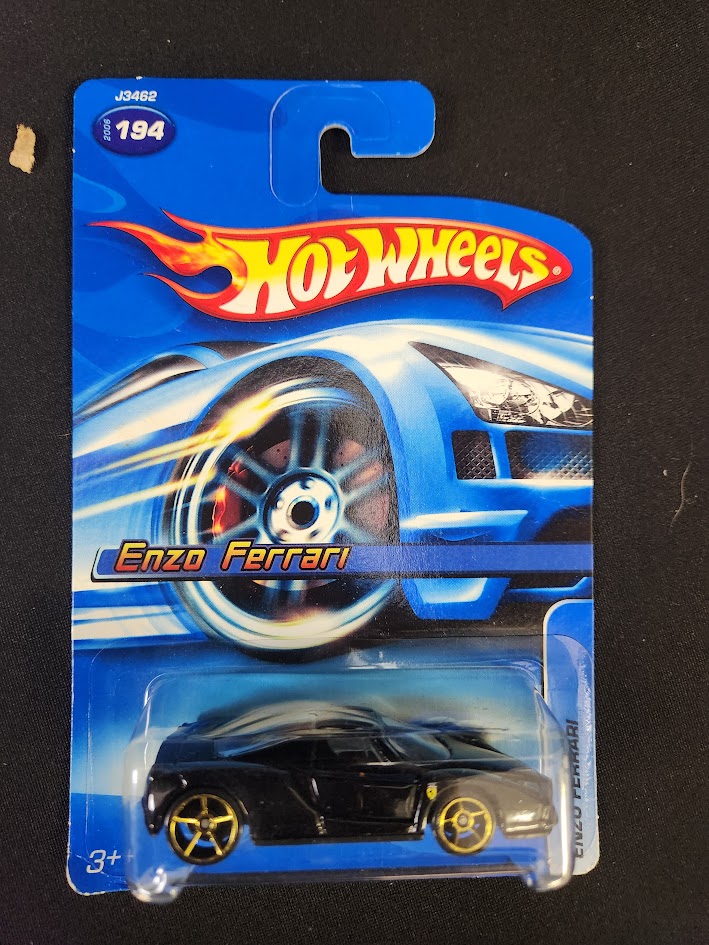 J3462
2006
194
HOT WHEELS®
Enzo Ferrari
ENZO FERRARI
3+